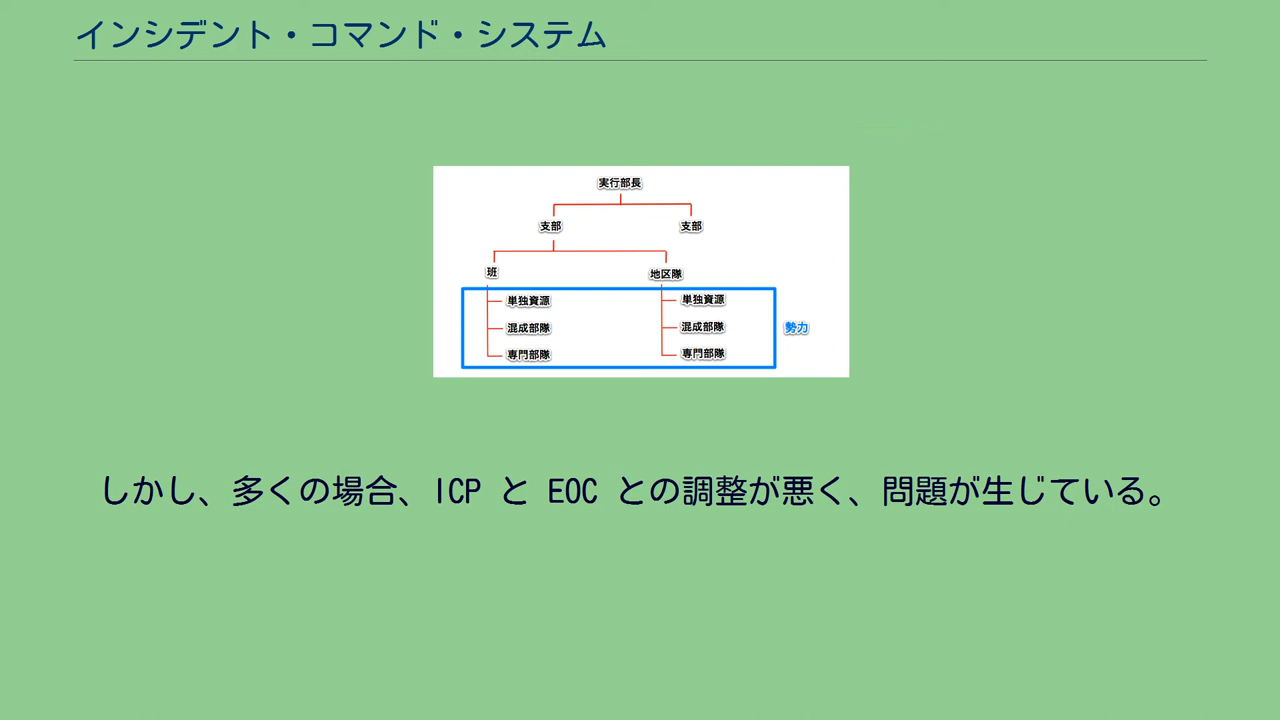 インシデント・コマンド・システム
実行部長
支部 支部
班 地区隊
単独資源 単独資源
混成部隊 混成部隊 勢力
専門部隊 専門部隊
しかし、多くの場合、ICP と EOC との調整が悪く、問題が生じている。